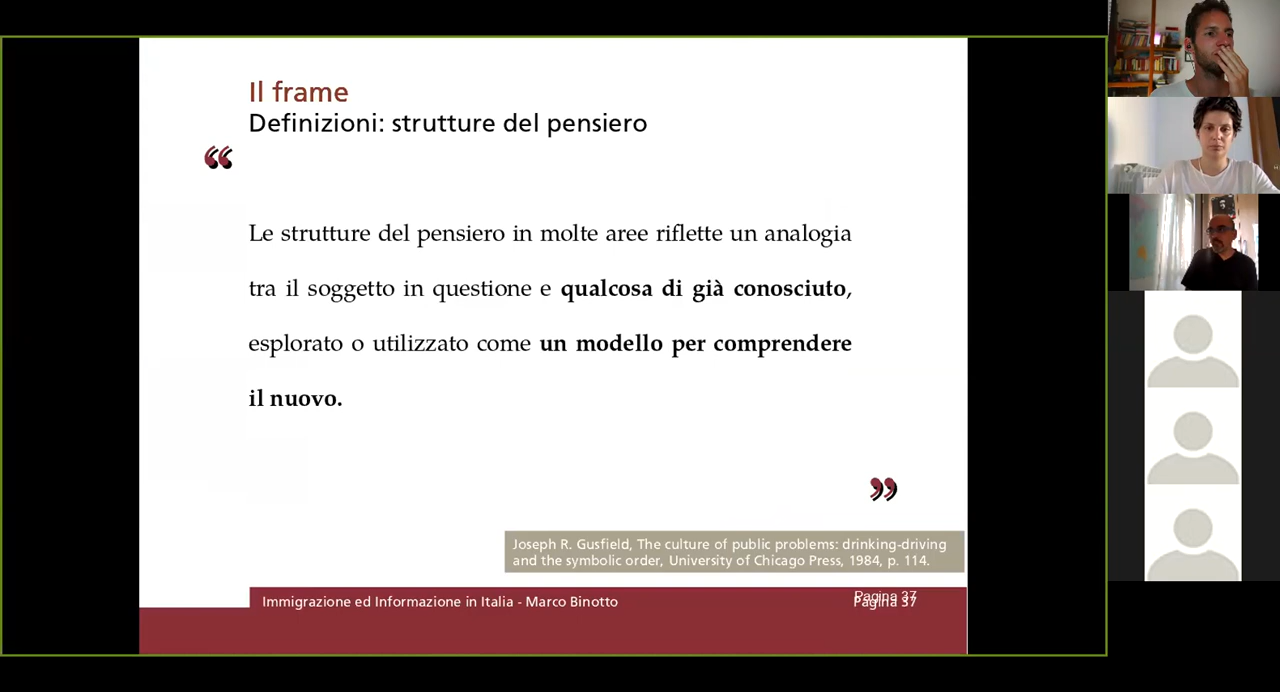 Il frame
Definizioni: strutture del pensiero
“
Le strutture del pensiero in molte aree riflette un analogia
tra il soggetto in questione e qualcosa di già conosciuto,
esplorato o utilizzato come un modello per comprendere
il nuovo.
”
Joseph R. Gusfield, The culture of public problems: drinking-driving
and the symbolic order, University of Chicago Press, 1984, p. 114.
Pagina 37
Immigrazione ed Informazione in Italia - Marco Binotto
Pagina 37